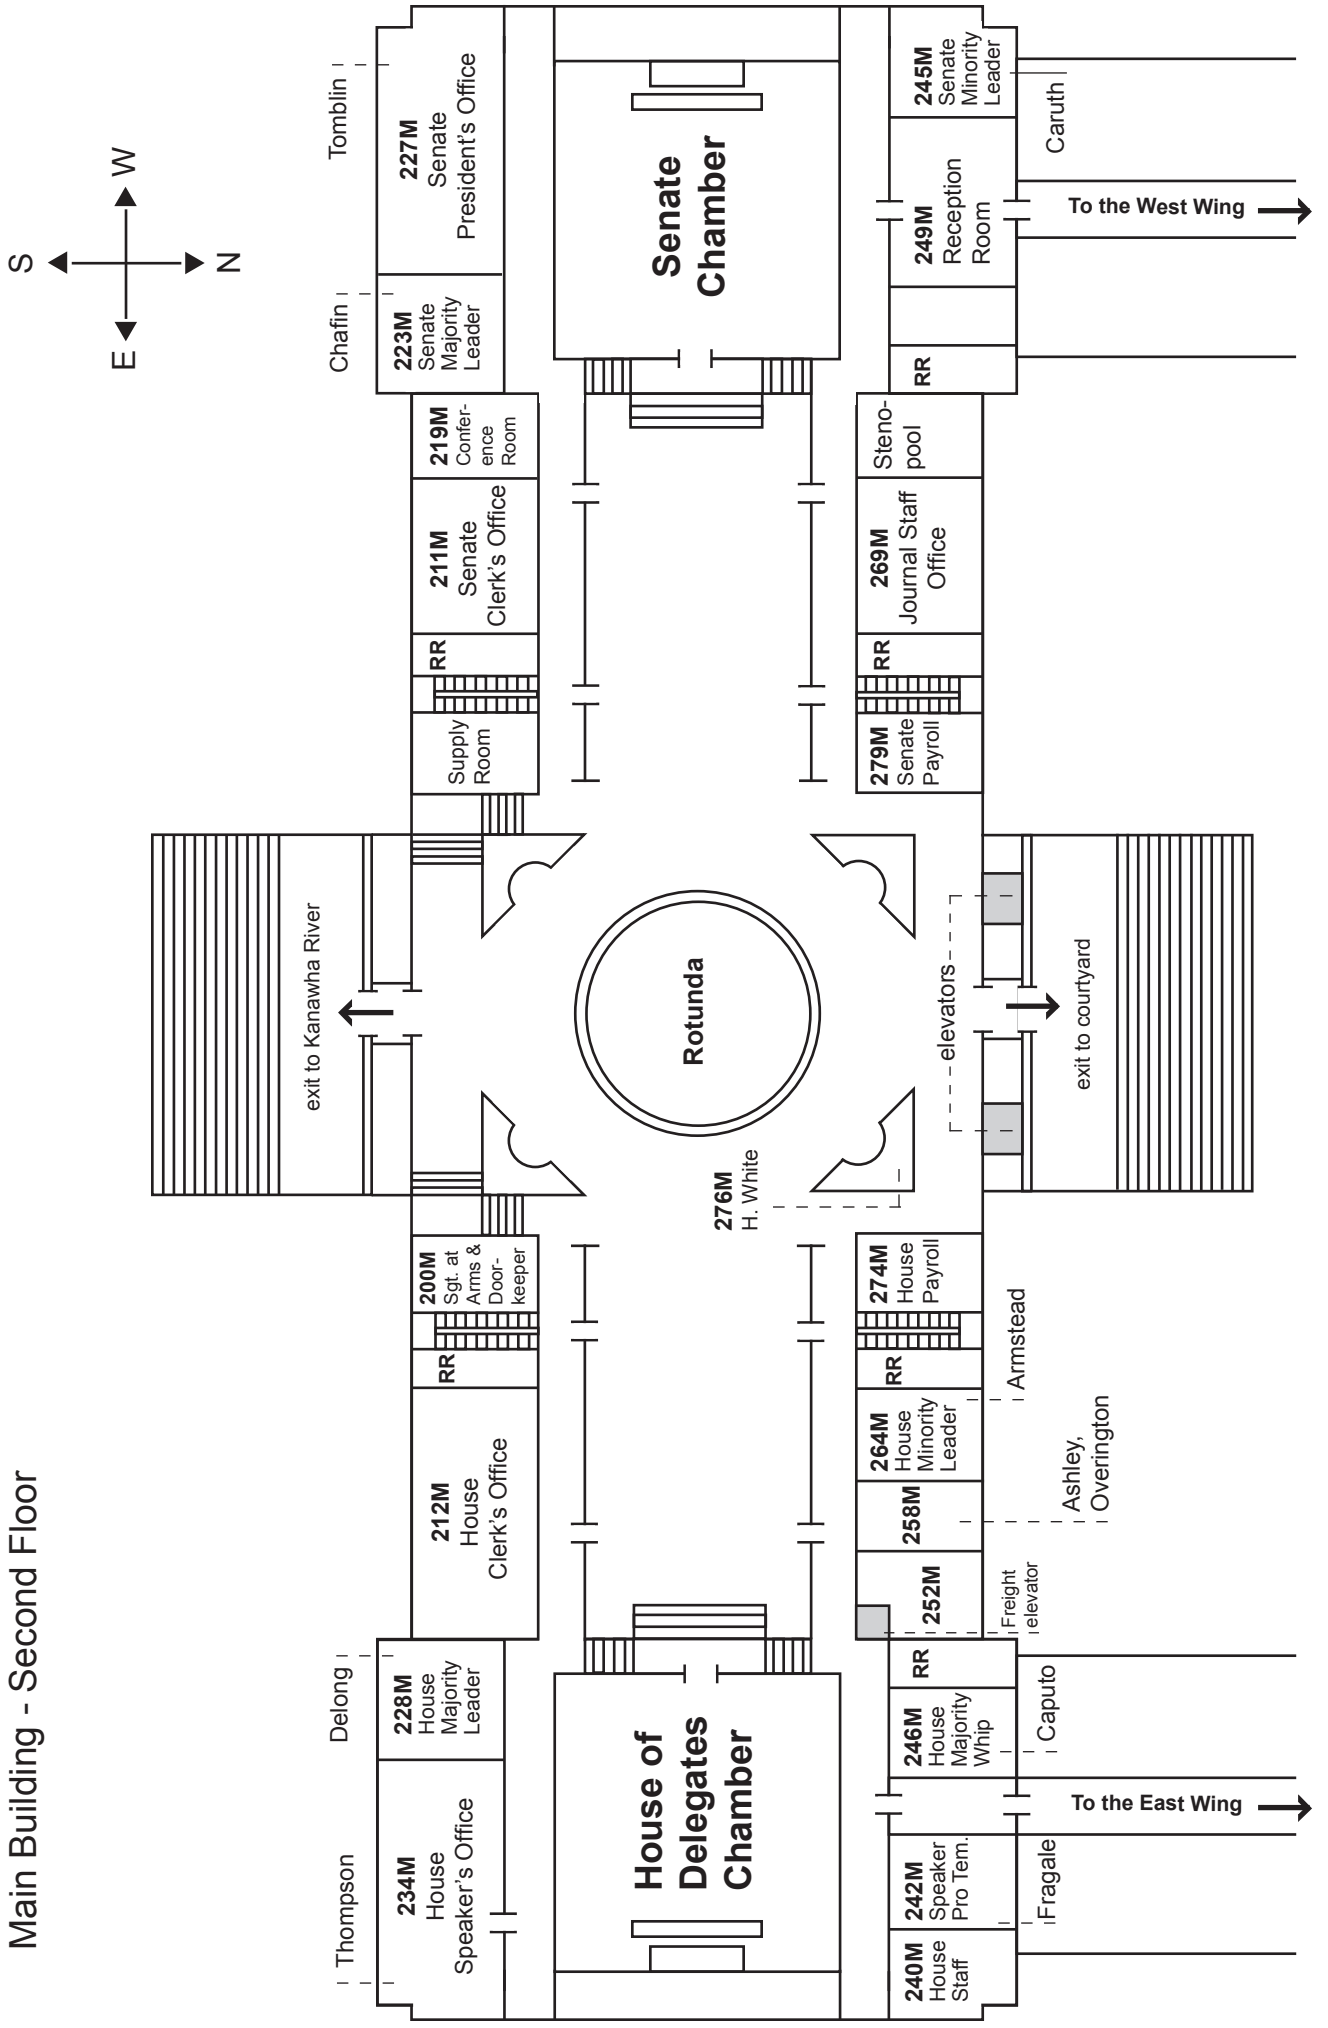 Main Building - Second Floor
S
E
W
N
Thompson
234M
House
Speaker's Office
Delong
228M
House
Majority
Leader
212M
House
Clerk's Office
RR
200M
Sgt. at
Arms &
Door-
keeper
exit to Kanawha River
Supply
Room
RR
211M
Senate
Clerk's Office
219M
Confer-
ence
Room
Chafin
223M
Senate
Majority
Leader
Tomblin
227M
Senate
President's Office
House of
Delegates
Chamber
276M
H. White
Rotunda
Senate
Chamber
240M
House
Staff
242M
Speaker
Pro Tem.
Fragale
To the East Wing
246M
House
Majority
Whip
Caputo
RR
Freight
elevator
252M
258M
Ashley,
Overington
264M
House
Minority
Leader
Armstead
RR
274M
House
Payroll
elevators
exit to courtyard
279M
Senate
Payroll
RR
269M
Journal Staff
Office
Steno-
pool
RR
249M
Reception
Room
To the West Wing
245M
Senate
Minority
Leader
Caruth